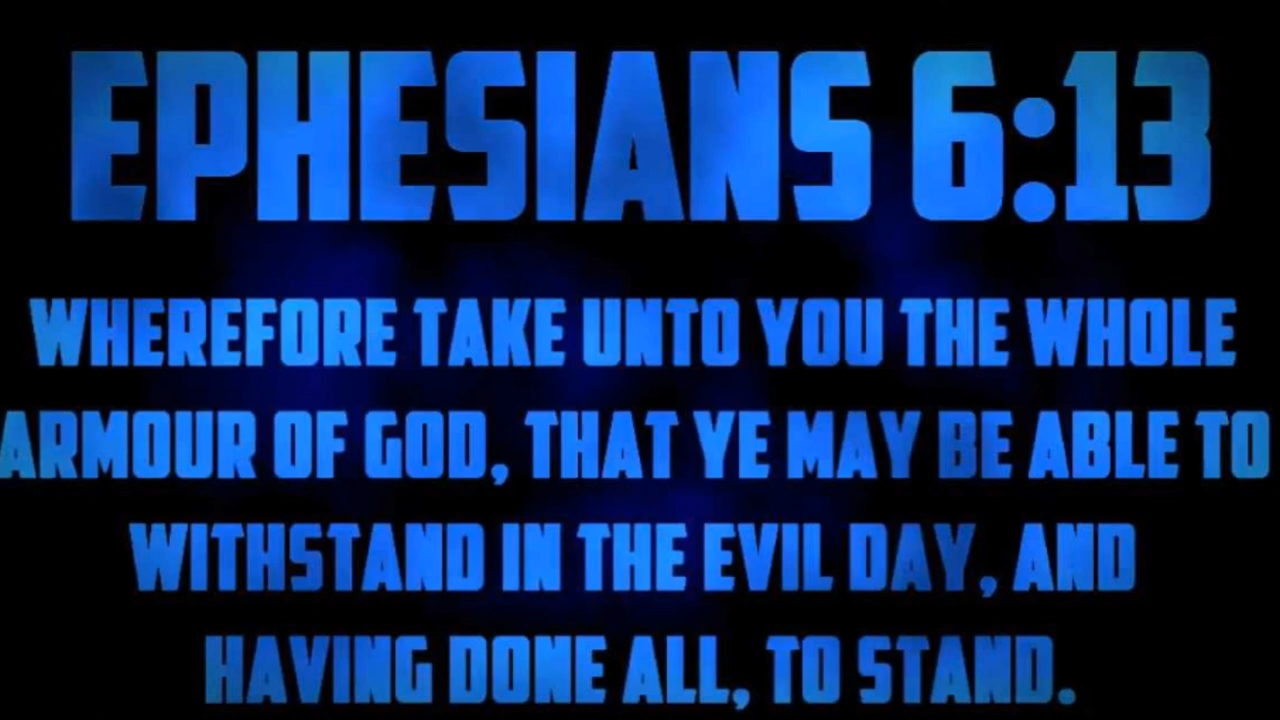 EPHESIANS 6:13
WHEREFORE TAKE UNTO YOU THE WHOLE
ARMOUR OF GOD, THAT YE MAY BE ABLE TO
WITHSTAND IN THE EVIL DAY, AND
HAVING DONE ALL, TO STAND.